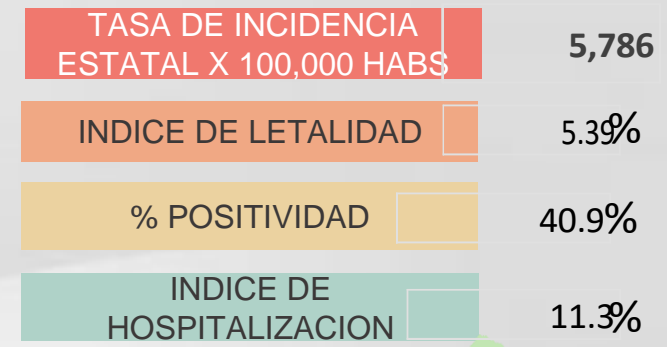 TASA DE INCIDENCIA
ESTATAL X 100,000 HABS
5,786
INDICE DE LETALIDAD
5.39%
% POSITIVIDAD
40.9%
INDICE DE
HOSPITALIZACION
11.3%